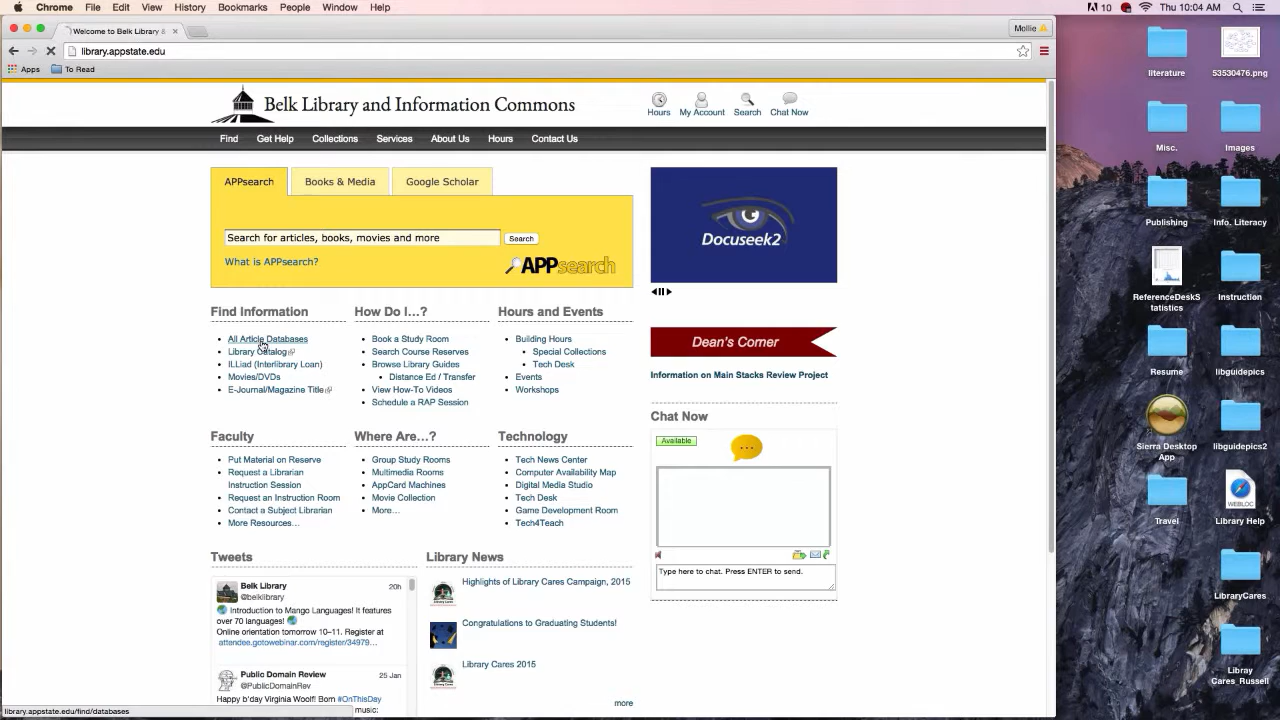 Chrome File Edit View History Bookmarks People Window Help
10 Thu 10:04 AM
Welcome to Belk Library &
Mollie
library.appstate.edu
Apps To Read
Belk Library and Information Commons
Hours My Account Search Chat Now
Find Get Help Collections Services About Us Hours Contact Us
APPsearch Books & Media Google Scholar
Search for articles, books, movies and more Search
What is APPsearch?
APPsearch
Docuseek2
Find Information
All Article Databases
Library Catalog
ILLiad (Interlibrary Loan)
Movies/DVDs
E-Journal/Magazine Title
How Do I...?
Book a Study Room
Search Course Reserves
Browse Library Guides
Distance Ed / Transfer
View How-To Videos
Schedule a RAP Session
Hours and Events
Building Hours
Special Collections
Tech Desk
Events
Workshops
Dean's Corner
Information on Main Stacks Review Project
Faculty
Put Material on Reserve
Request a Librarian
Instruction Session
Request an Instruction Room
Contact a Subject Librarian
More Resources...
Where Are...?
Group Study Rooms
Multimedia Rooms
AppCard Machines
Movie Collection
More...
Technology
Tech News Center
Computer Availability Map
Digital Media Studio
Tech Desk
Game Development Room
Tech4Teach
Chat Now
Available
Type here to chat. Press ENTER to send.
Tweets
Belk Library 20h
@belklibrary
Introduction to Mango Languages! It features
over 70 languages!
Online orientation tomorrow 10–11. Register at
attendee.gotowebinar.com/register/34979...
Public Domain Review 25 Jan
@PublicDomainRev
Happy b'day Virginia Woolf! Born #OnThisDay
music:
Library News
Highlights of Library Cares Campaign, 2015
Congratulations to Graduating Students!
Library Cares 2015
more
library.appstate.edu/find/databases
literature 53530476.png
Misc. Images
Publishing Info. Literacy
ReferenceDeskS
tatistics
Instruction
Resume libguidepics
Sierra Desktop
App
libguidepics2
WEBLOC
Travel Library Help
LibraryCares
Libray
Cares_Russell